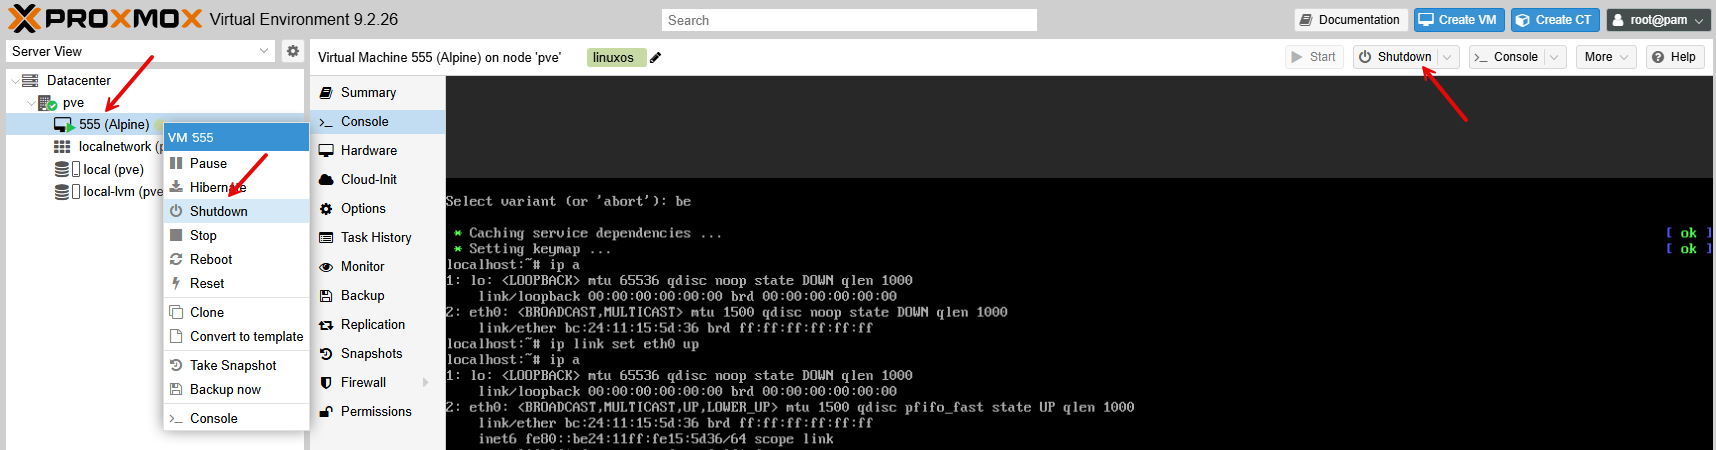 PROXMOX Virtual Environment 9.2.26
Search
Documentation
Create VM
Create CT
root@pam
Server View
Virtual Machine 555 (Alpine) on node 'pve'
linuxos
Start
Shutdown
Console
More
Help
Datacenter
pve
555 (Alpine)
localnetwork (p
local (pve)
local-lvm (pve
VM 555
Pause
Hibernate
Shutdown
Stop
Reboot
Reset
Clone
Convert to template
Take Snapshot
Backup now
Console
Summary
Console
Hardware
Cloud-Init
Options
Task History
Monitor
Backup
Replication
Snapshots
Firewall
Permissions
Select variant (or 'abort'): be
* Caching service dependencies ... [ ok ]
* Setting keymap ... [ ok ]
localhost:~# ip a
1: lo: <LOOPBACK> mtu 65536 qdisc noop state DOWN qlen 1000
link/loopback 00:00:00:00:00:00 brd 00:00:00:00:00:00
2: eth0: <BROADCAST,MULTICAST> mtu 1500 qdisc noop state DOWN qlen 1000
link/ether bc:24:11:15:5d:36 brd ff:ff:ff:ff:ff:ff
localhost:~# ip link set eth0 up
localhost:~# ip a
1: lo: <LOOPBACK> mtu 65536 qdisc noop state DOWN qlen 1000
link/loopback 00:00:00:00:00:00 brd 00:00:00:00:00:00
2: eth0: <BROADCAST,MULTICAST,UP,LOWER_UP> mtu 1500 qdisc pfifo_fast state UP qlen 1000
link/ether bc:24:11:15:5d:36 brd ff:ff:ff:ff:ff:ff
inet6 fe80::be24:11ff:fe15:5d36/64 scope link